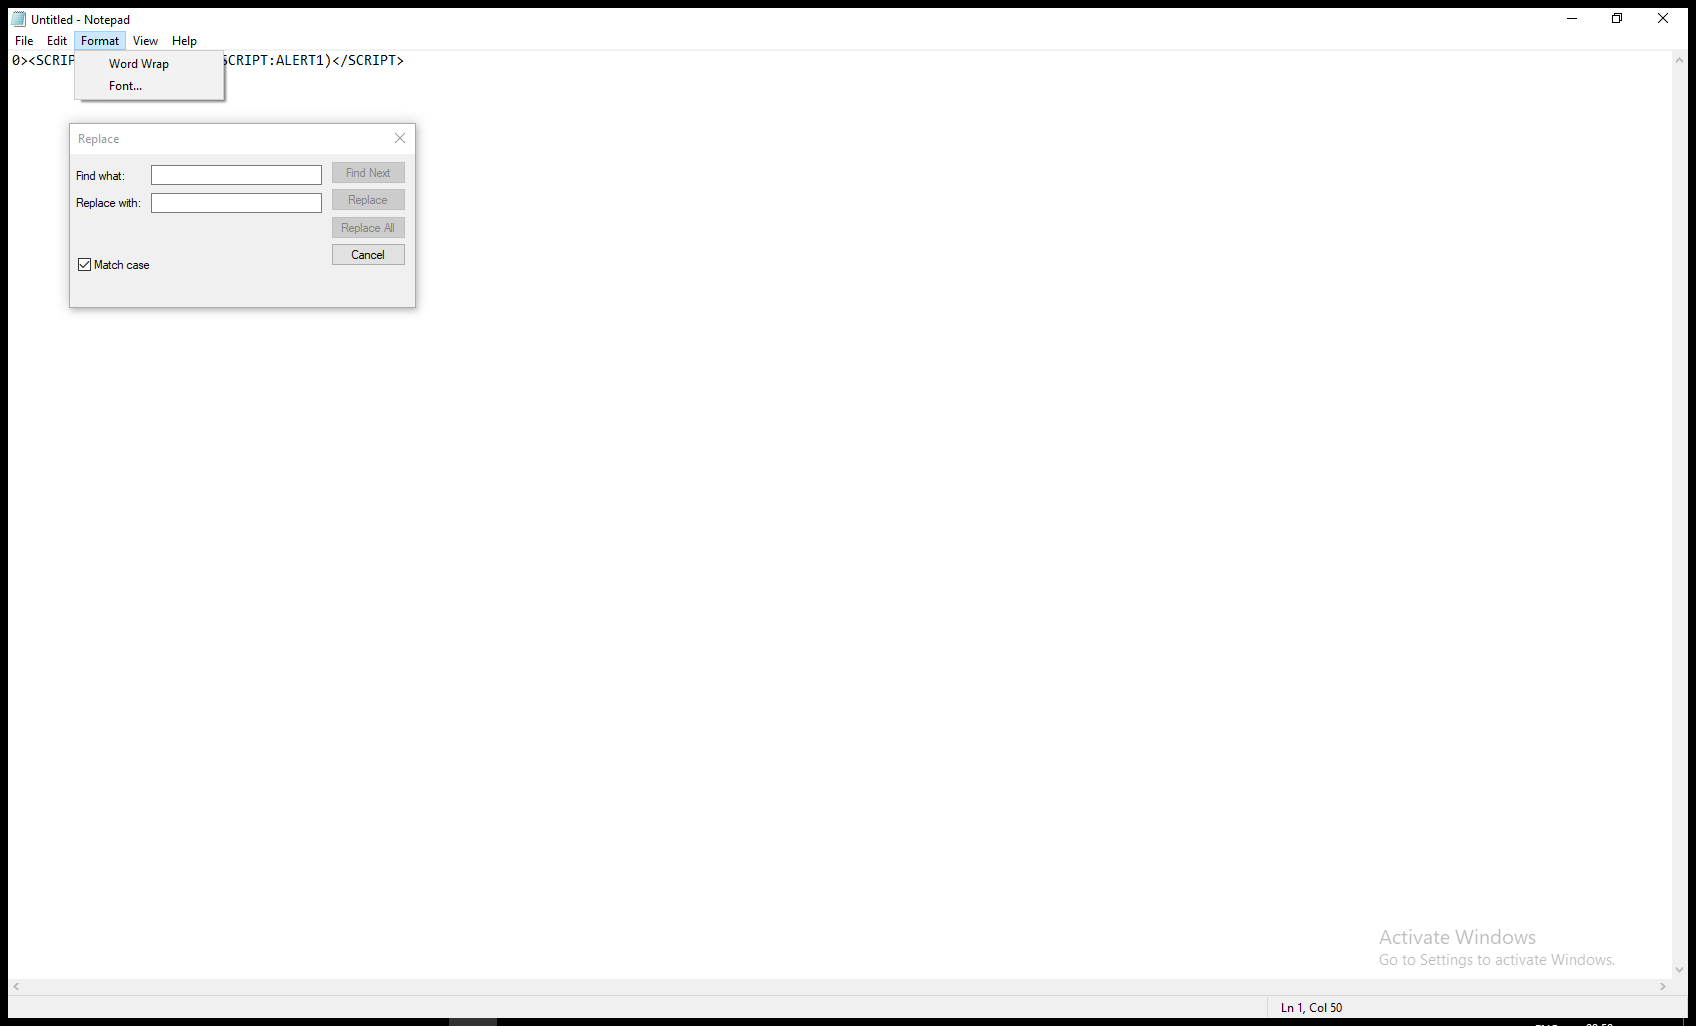 Untitled - Notepad
File Edit Format View Help
0><SCRIP SCRIPT:ALERT1)</SCRIPT>
Word Wrap
Font...
Replace
Find what:
Find Next
Replace with:
Replace
Replace All
Cancel
Match case
Activate Windows
Go to Settings to activate Windows.
Ln 1, Col 50